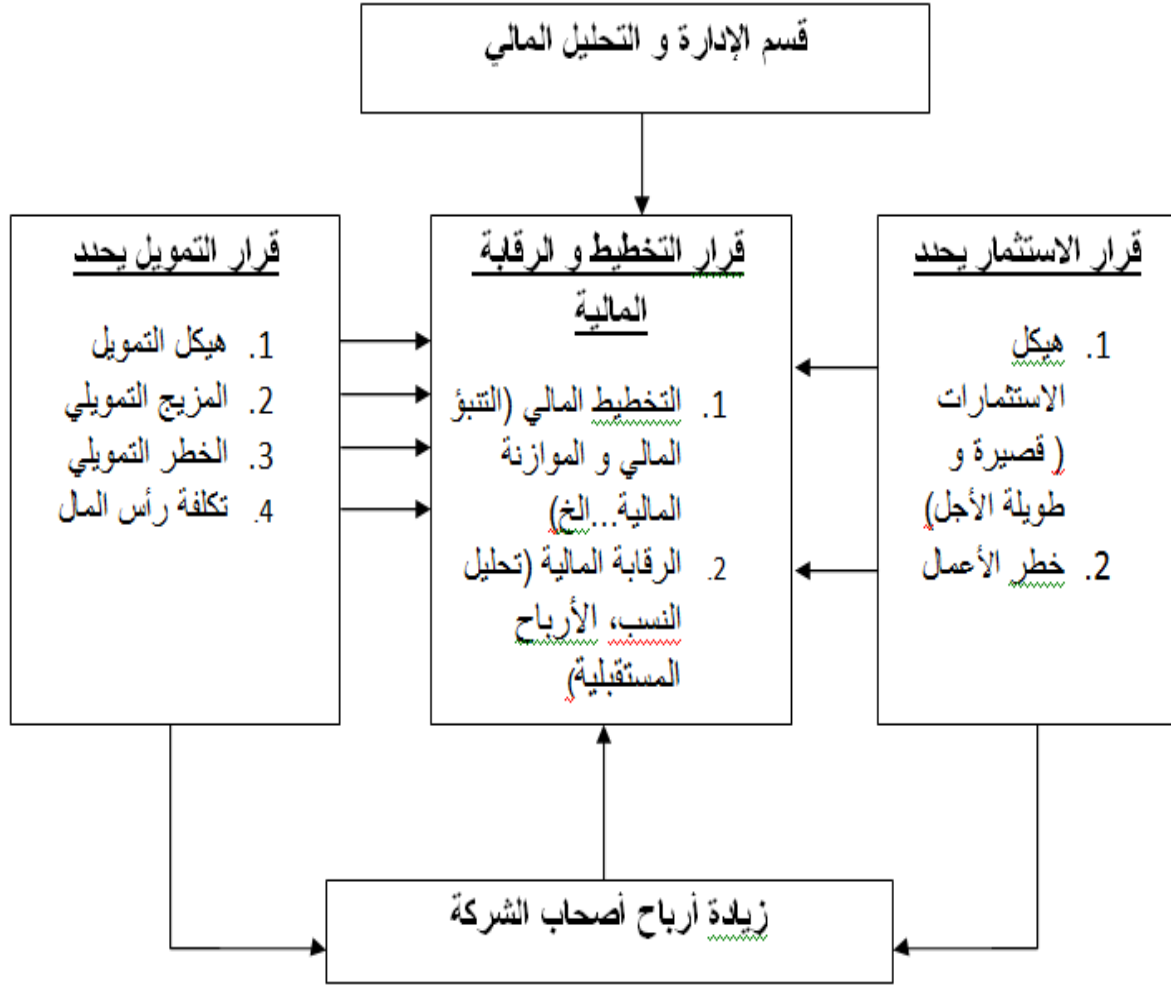 قسم الإدارة و التحليل المالي
قرار الاستثمار يحدد
1. هيكل
الاستثمارات
( قصيرة و
طويلة الأجل)
2. خطر الأعمال
قرار التخطيط و الرقابة
المالية
1. التخطيط المالي (التنبؤ
المالي و الموازنة
المالية...الخ)
2. الرقابة المالية (تحليل
النسب، الأرباح
المستقبلية)
قرار التمويل يحدد
1. هيكل التمويل
2. المزيج التمويلي
3. الخطر التمويلي
4. تكلفة رأس المال
زيادة أرباح أصحاب الشركة